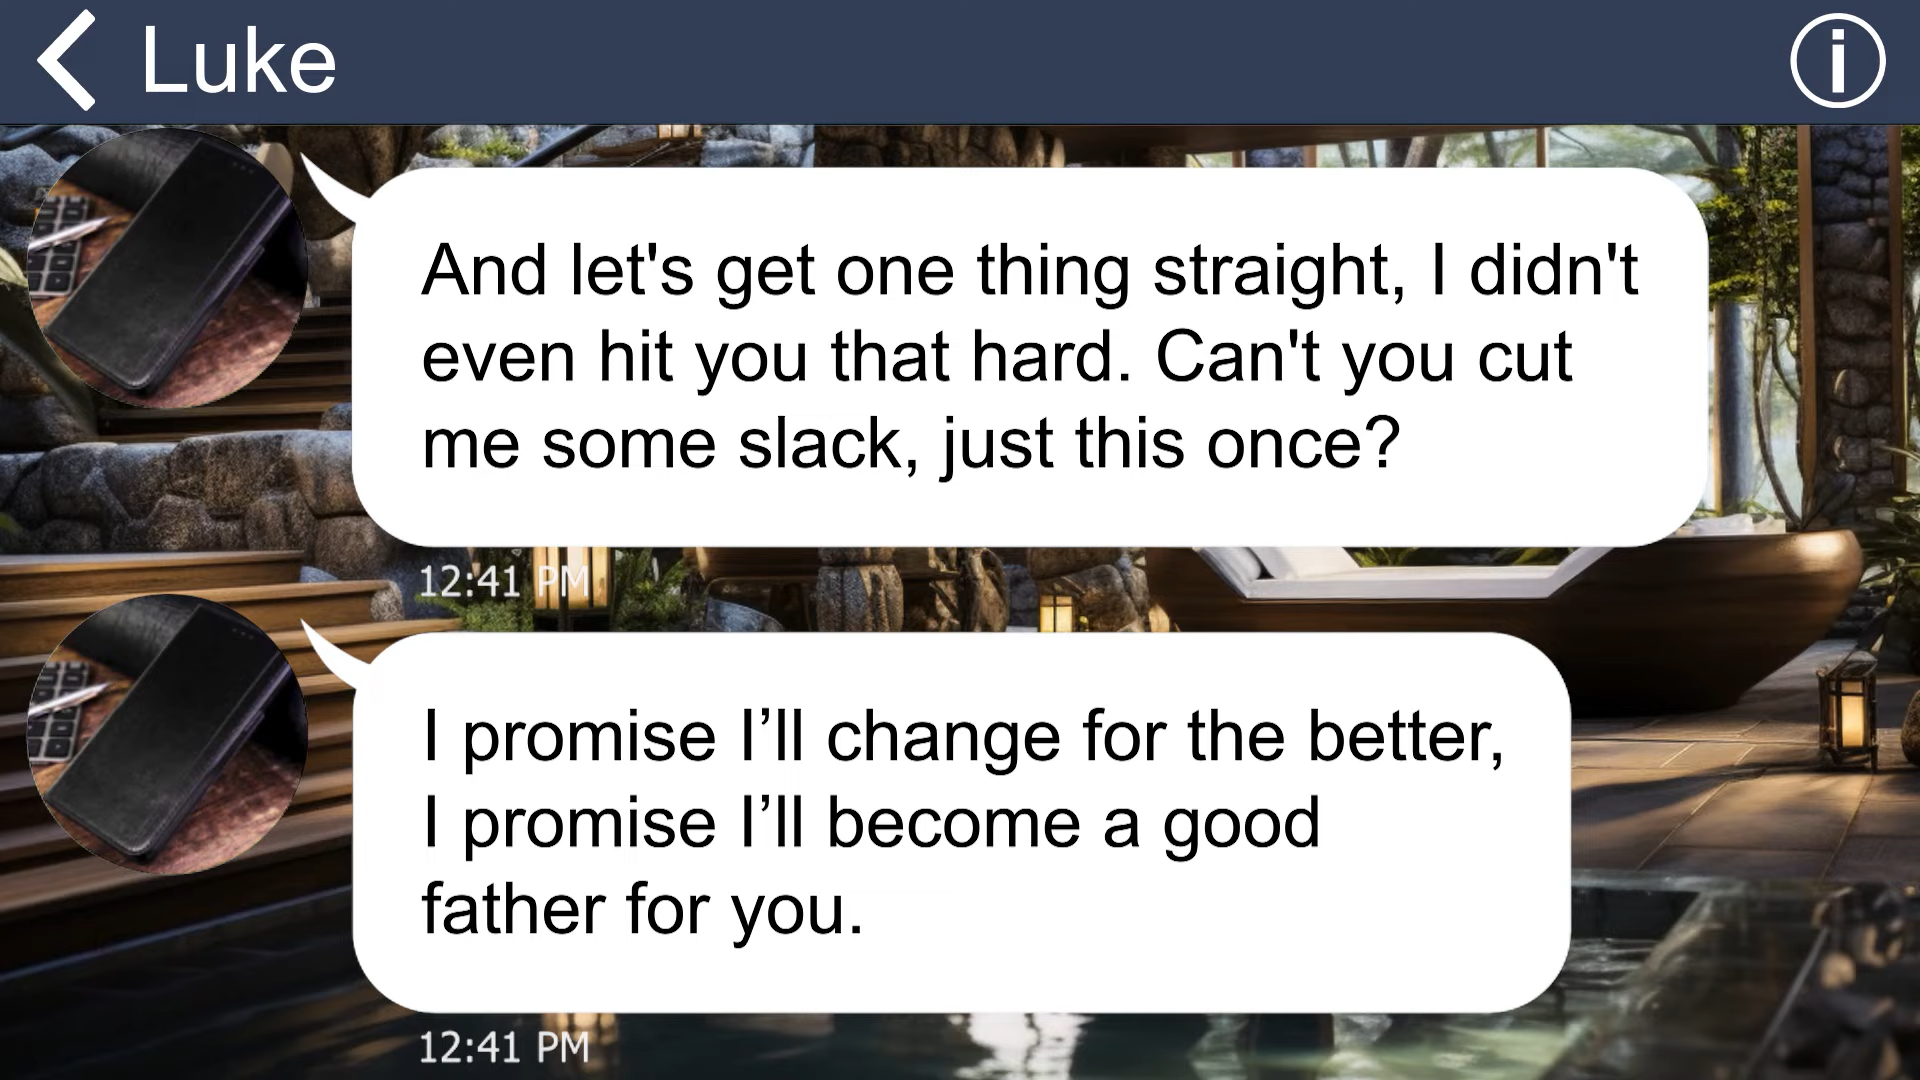 Luke
And let's get one thing straight, I didn't
even hit you that hard. Can't you cut
me some slack, just this once?
12:41 PM
I promise I’ll change for the better,
I promise I’ll become a good
father for you.
12:41 PM